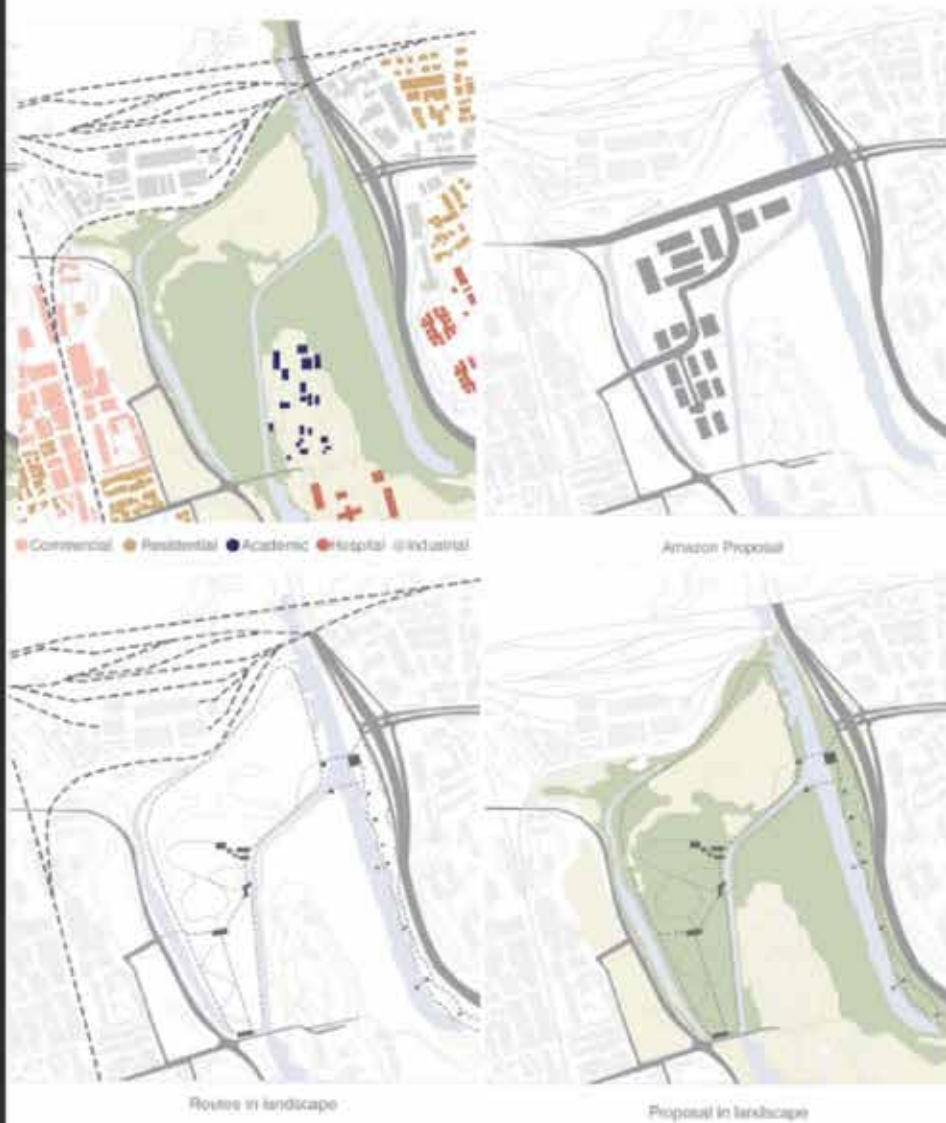 Commercial Residential Academic Hospital Industrial
Amazon Proposal
Routes in landscape
Proposal in landscape